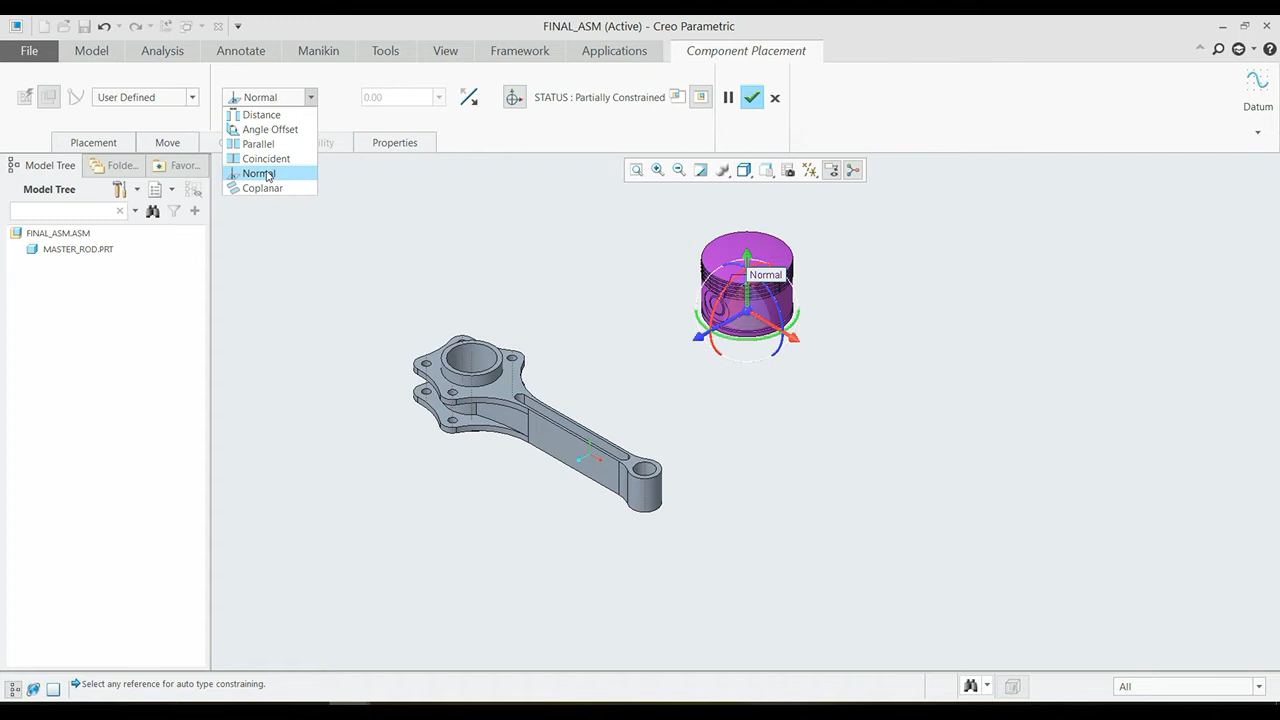 FINAL_ASM (Active) - Creo Parametric
File Model Analysis Annotate Manikin Tools View Framework Applications Component Placement
User Defined Normal 0.00 STATUS : Partially Constrained
Datum
Distance
Angle Offset
Parallel
Coincident
Normal
Coplanar
Placement Move Properties
Model Tree Folde... Favor...
Model Tree
FINAL_ASM.ASM
MASTER_ROD.PRT
Normal
Select any reference for auto type constraining.
All